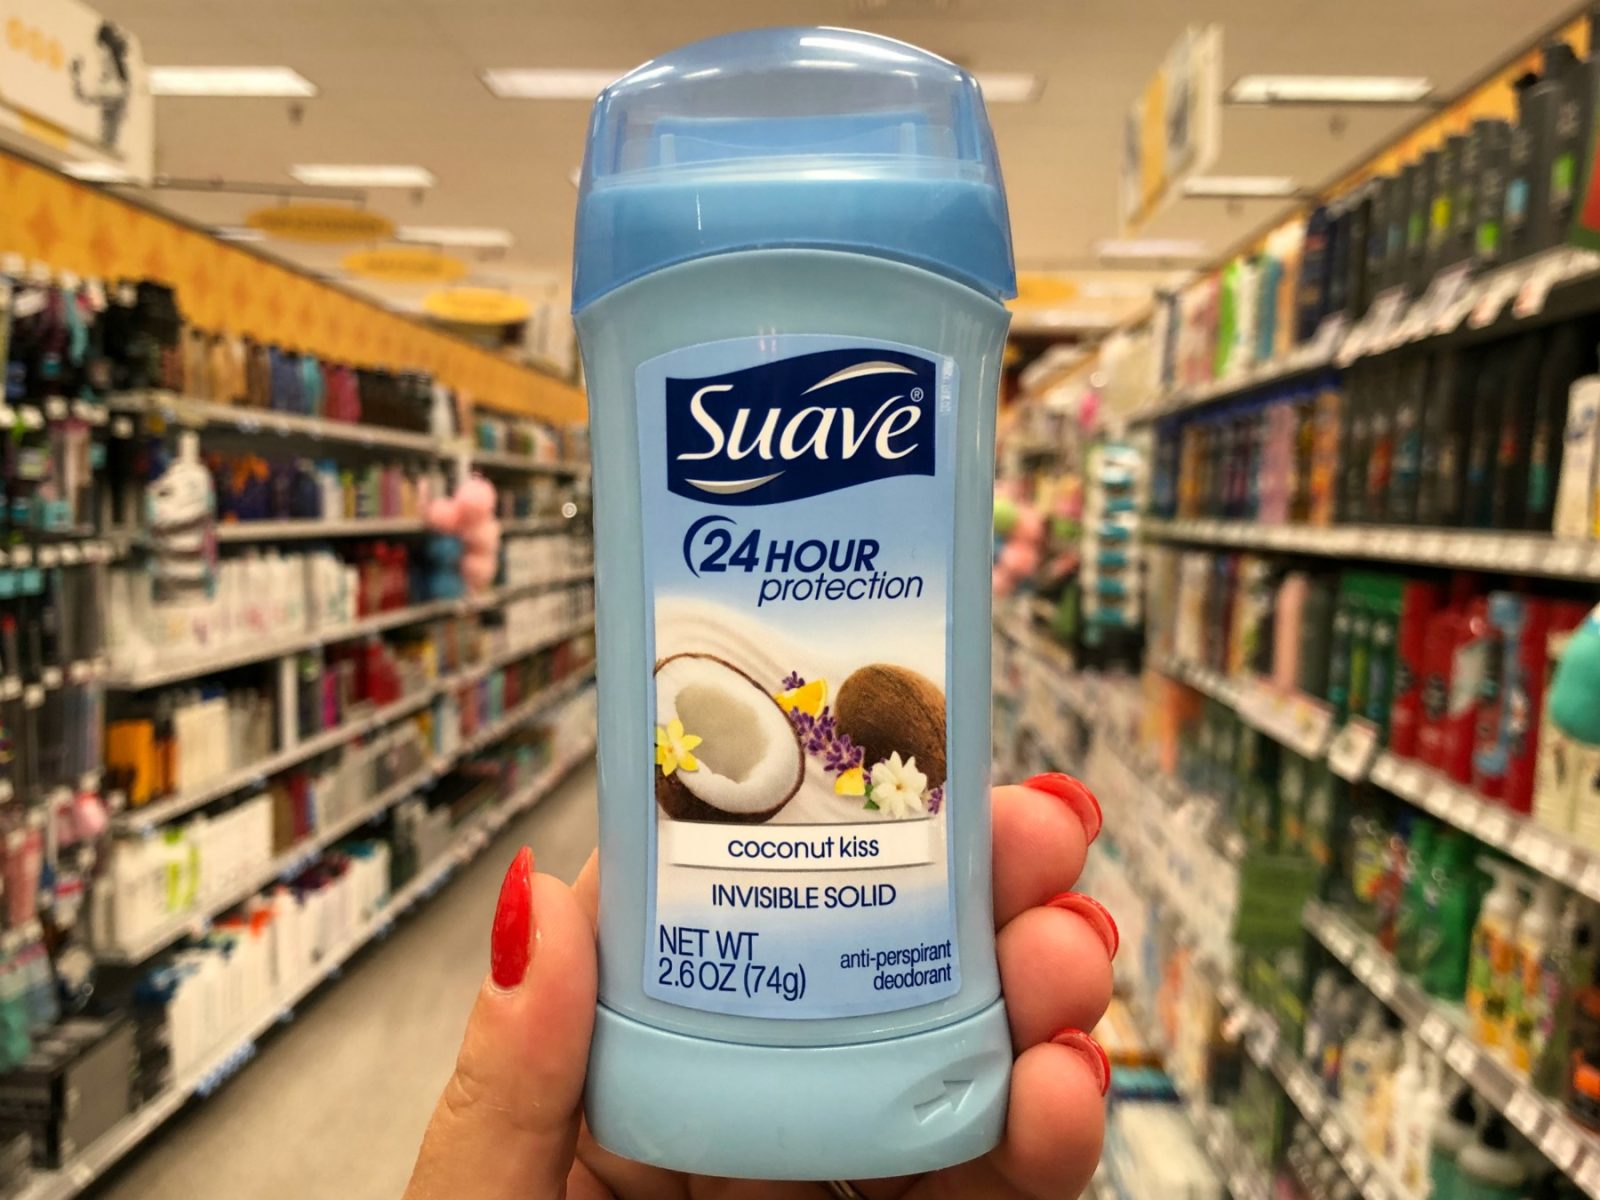 Suave®
24 HOUR
protection
coconut kiss
INVISIBLE SOLID
NET WT
2.6 OZ (74g)
anti-perspirant
deodorant